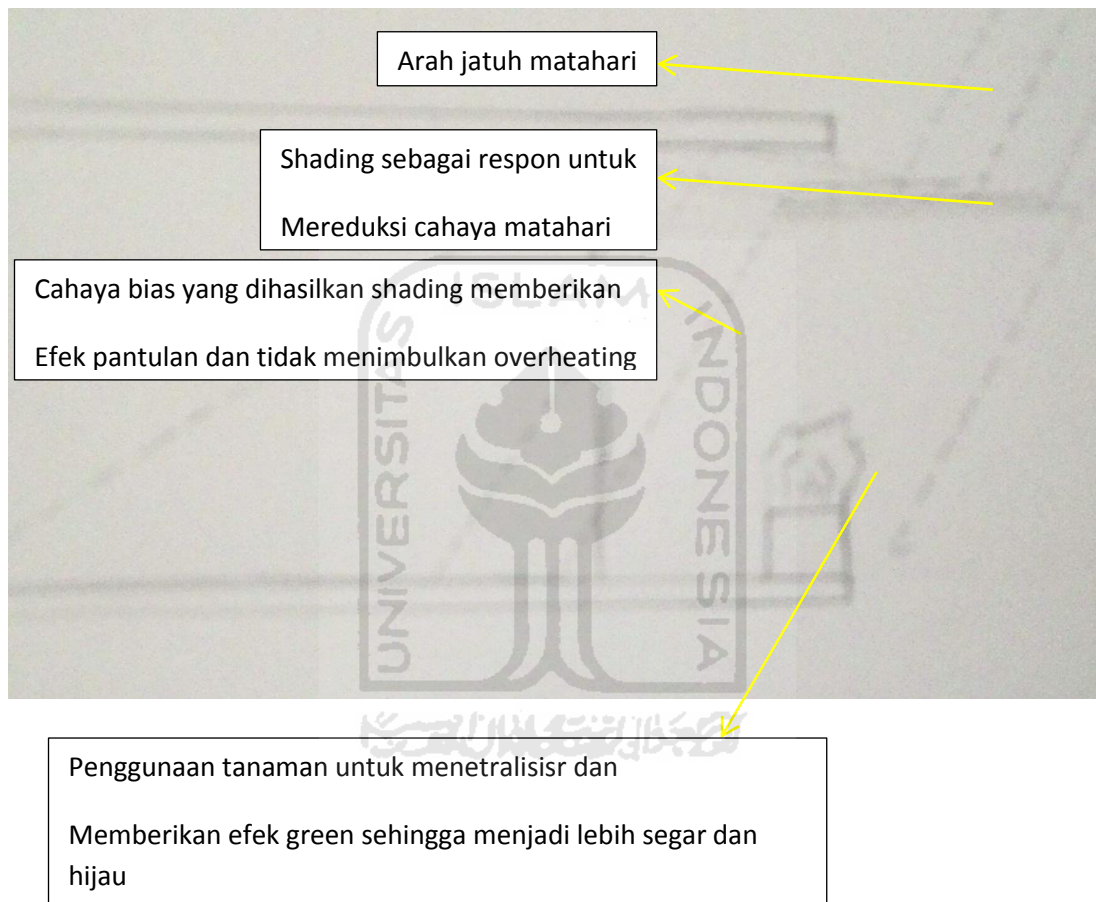 Arah jatuh matahari
Shading sebagai respon untuk
Mereduksi cahaya matahari
Cahaya bias yang dihasilkan shading memberikan
Efek pantulan dan tidak menimbulkan overheating
ISLAM
UNIVERSITAS
INDONESIA
Penggunaan tanaman untuk menetralisisr dan
Memberikan efek green sehingga menjadi lebih segar dan
hijau